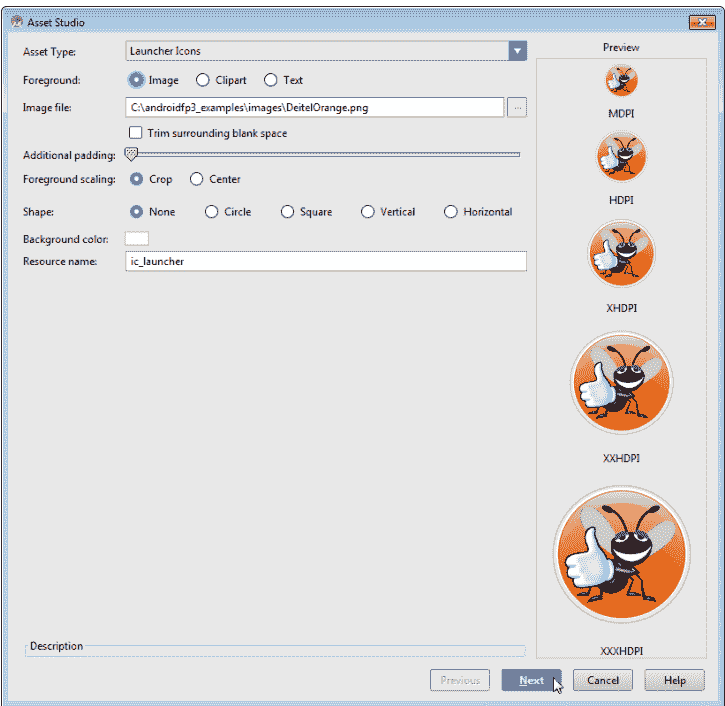 Asset Studio
Asset Type: Launcher Icons
Foreground: Image Clipart Text
Image file: C:\androidfp3_examples\images\DeitelOrange.png ...
Trim surrounding blank space
Additional padding:
Foreground scaling: Crop Center
Shape: None Circle Square Vertical Horizontal
Background color:
Resource name: ic_launcher
Description
Preview
MDPI
HDPI
XHDPI
XXHDPI
XXXHDPI
Previous Next Cancel Help